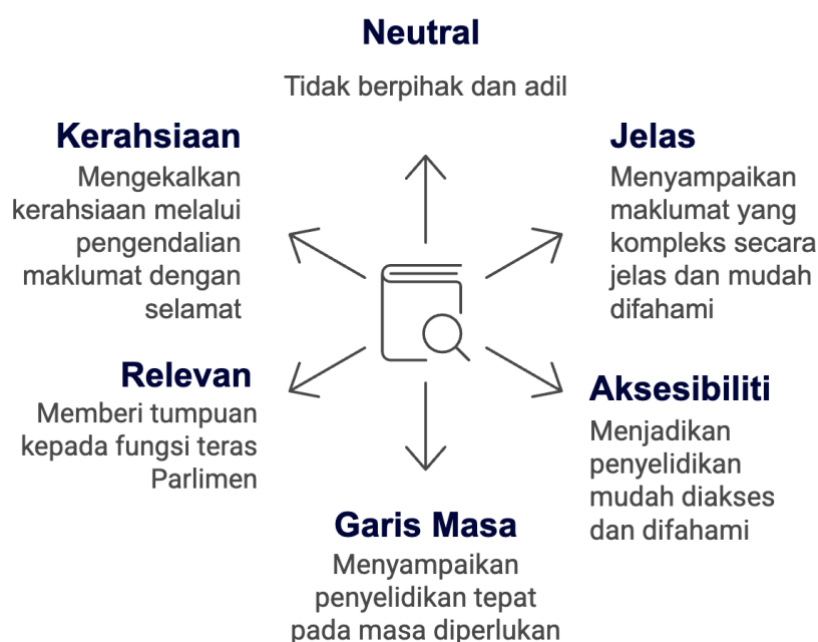 Neutral
Tidak berpihak dan adil
Jelas
Menyampaikan
maklumat yang
kompleks secara
jelas dan mudah
difahami
Aksesibiliti
Menjadikan
penyelidikan
mudah diakses
dan difahami
Garis Masa
Menyampaikan
penyelidikan tepat
pada masa diperlukan
Relevan
Memberi tumpuan
kepada fungsi teras
Parlimen
Kerahsiaan
Mengekalkan
kerahsiaan melalui
pengendalian
maklumat dengan
selamat